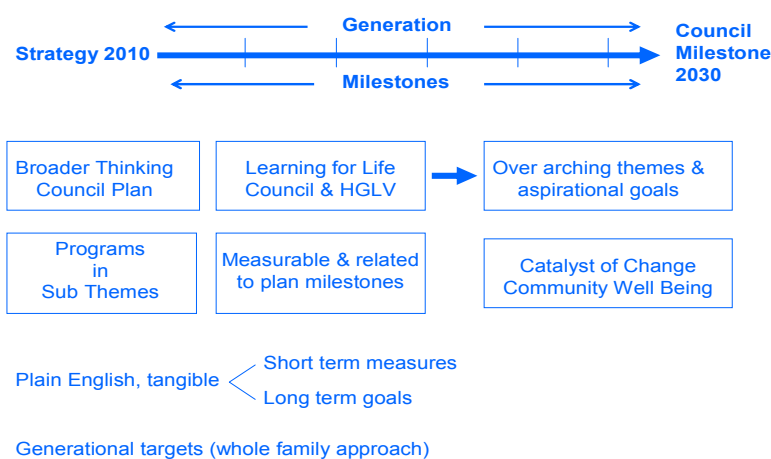 Generation
Strategy 2010
Council
Milestone
2030
Milestones
Broader Thinking
Council Plan
Learning for Life
Council & HGLV
Over arching themes &
aspirational goals
Programs
in
Sub Themes
Measurable & related
to plan milestones
Catalyst of Change
Community Well Being
Plain English, tangible
Short term measures
Long term goals
Generational targets (whole family approach)